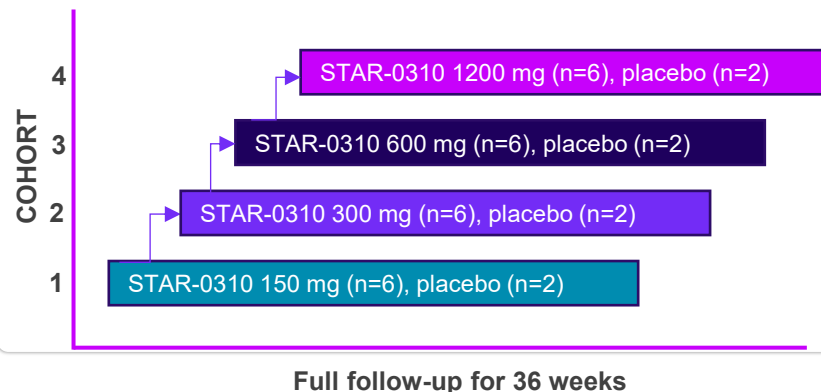 COHORT
4
STAR-0310 1200 mg (n=6), placebo (n=2)
3
STAR-0310 600 mg (n=6), placebo (n=2)
2
STAR-0310 300 mg (n=6), placebo (n=2)
1
STAR-0310 150 mg (n=6), placebo (n=2)
Full follow-up for 36 weeks